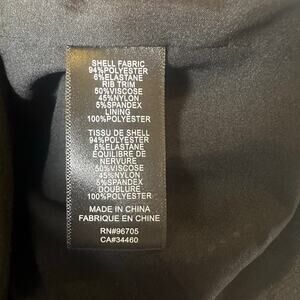 SHELL FABRIC
94%POLYESTER
6%ELASTANE
RIB TRIM
50%VISCOSE
45%NYLON
5%SPANDEX
LINING
100%POLYESTER
TISSU DE SHELL
94%POLYESTER
6%ELASTANE
ÉQUILIBRE DE
NERVURE
50%VISCOSE
45%NYLON
5%SPANDEX
DOUBLURE
100%POLYESTER
MADE IN CHINA
FABRIQUE EN CHINE
RN#96705
CA#34460